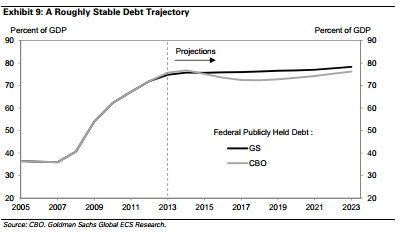 Exhibit 9: A Roughly Stable Debt Trajectory
Percent of GDP Percent of GDP
90 90
Projections
80 80
70 70
60 60
50 50
Federal Publicly Held Debt :
GS
40 40
CBO
30 30
20 20
2005 2007 2009 2011 2013 2015 2017 2019 2021 2023
Source: CBO. Goldman Sachs Global ECS Research.